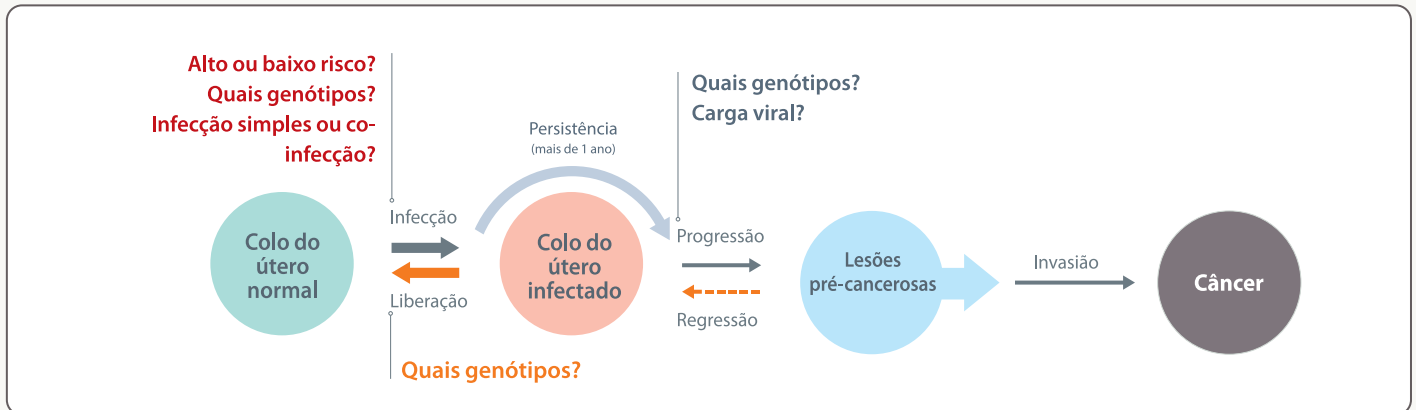 Alto ou baixo risco?
Quais genótipos?
Infecção simples ou co-
infecção?
Quais genótipos?
Carga viral?
Persistência
(mais de 1 ano)
Infecção
Liberação
Colo do
útero
normal
Colo do
útero
infectado
Progressão
Regressão
Lesões
pré-cancerosas
Invasião
Câncer
Quais genótipos?